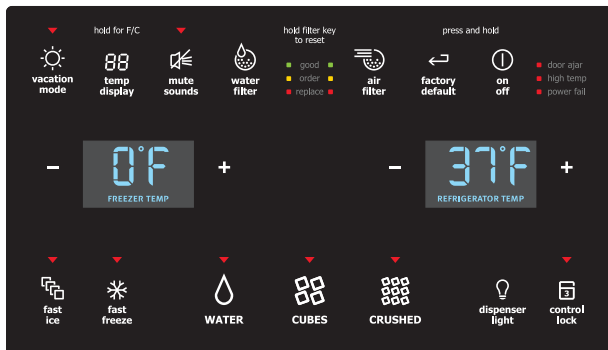 hold for F/C
hold filter key
to reset
press and hold
88
vacation
mode
temp
display
mute
sounds
water
filter
good
order
replace
air
filter
factory
default
on
off
door ajar
high temp
power fail
0°F
FREEZER TEMP
37°F
REFRIGERATOR TEMP
3
fast
ice
fast
freeze
WATER
CUBES
CRUSHED
dispenser
light
control
lock